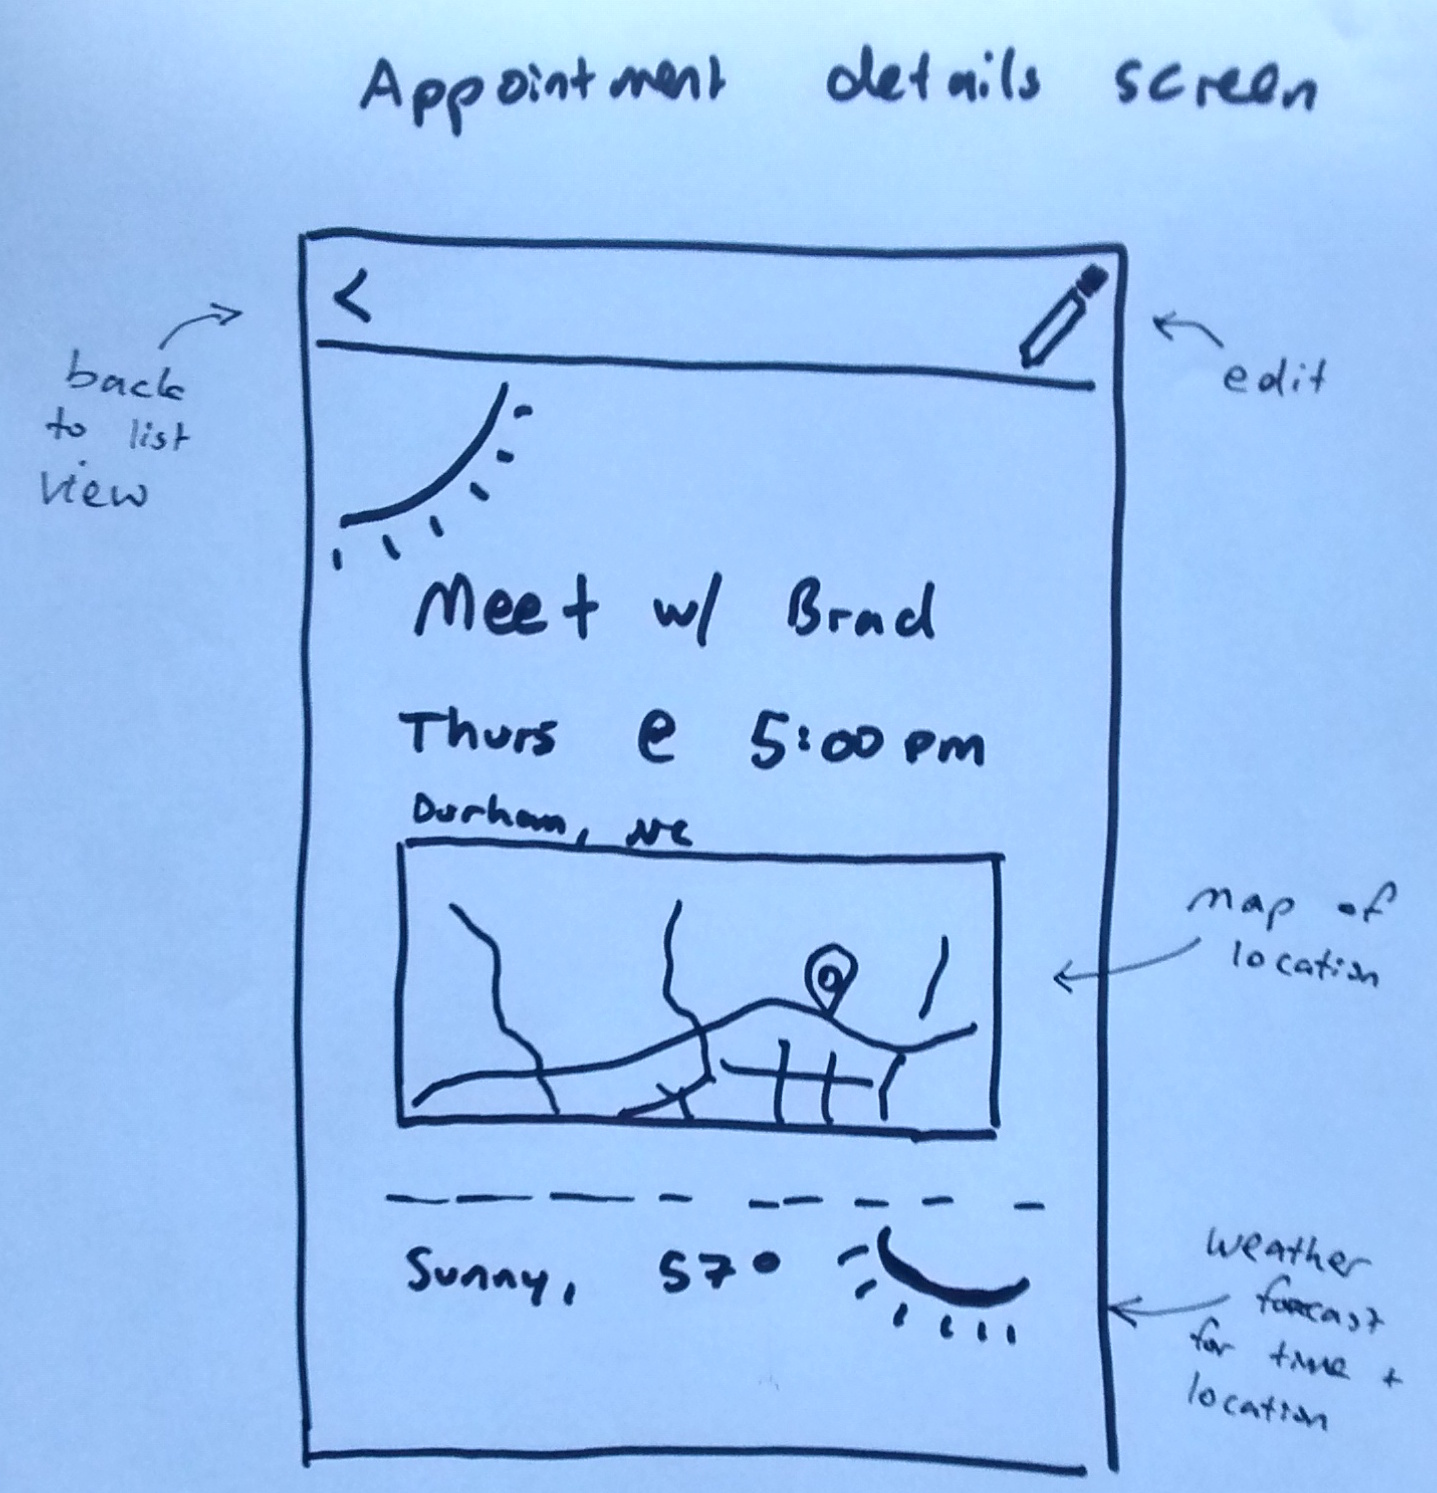 Appointment details screen
<
back
to list
view
edit
Meet w/ Brad
Thurs @ 5:00 pm
Durham, NC
map of
location
Sunny, 57°
weather
forecast
for time +
location